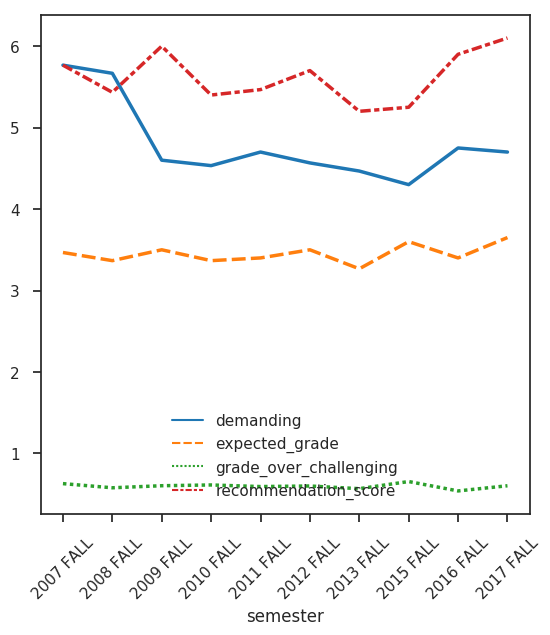 6
5
4
3
2
1
demanding
expected_grade
grade_over_challenging
recommendation_score
2007 FALL
2008 FALL
2009 FALL
2010 FALL
2011 FALL
2012 FALL
2013 FALL
2015 FALL
2016 FALL
2017 FALL
semester